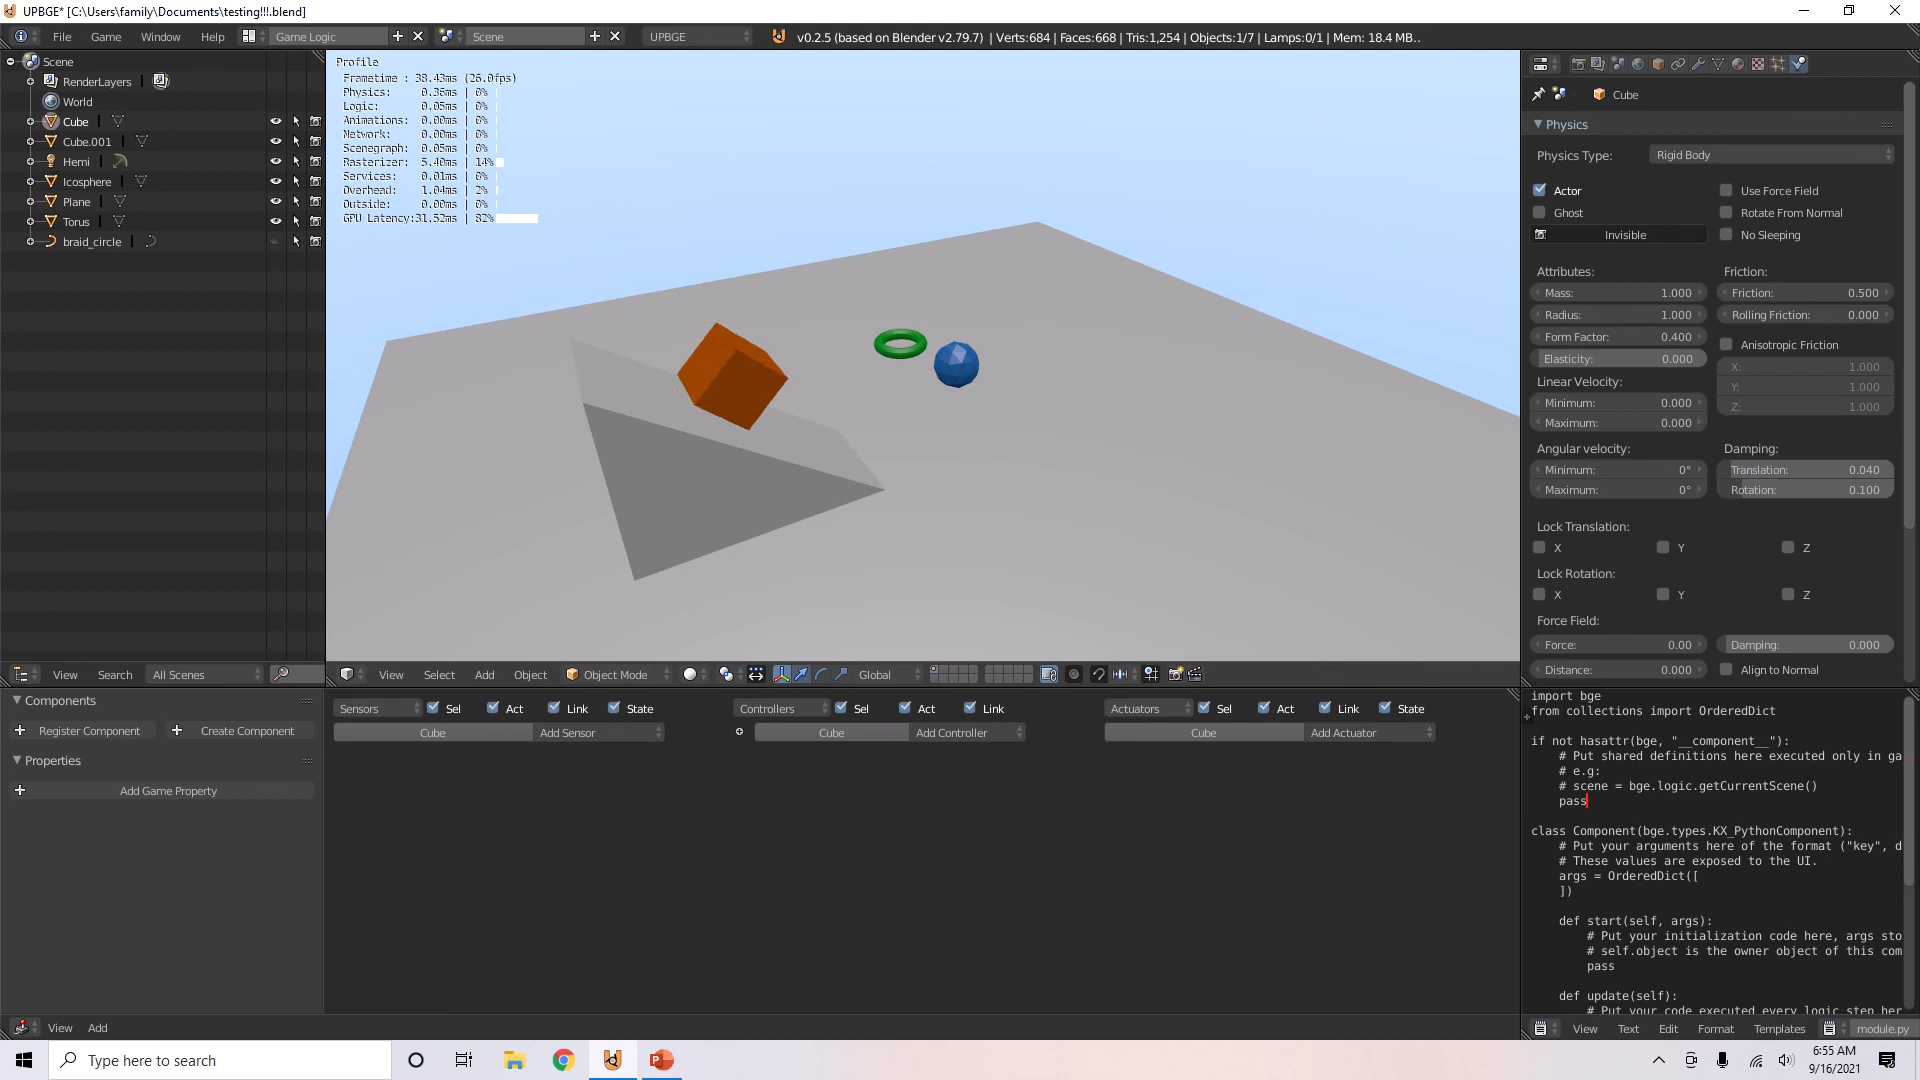 UPBGE* [C:\Users\family\Documents\testing!!!.blend]
File Game Window Help Game Logic Scene UPBGE v0.2.5 (based on Blender v2.79.7) | Verts:684 | Faces:668 | Tris:1,254 | Objects:1/7 | Lamps:0/1 | Mem: 18.4 MB..
Scene
RenderLayers |
World
Cube |
Cube.001 |
Hemi |
Icosphere |
Plane |
Torus |
braid_circle |
View Search All Scenes
Profile
Frametime : 38.43ms (26.0fps)
Physics: 0.36ms | 0%
Logic: 0.05ms | 0%
Animations: 0.00ms | 0%
Network: 0.00ms | 0%
Scenegraph: 0.05ms | 0%
Rasterizer: 5.40ms | 14%
Services: 0.01ms | 0%
Overhead: 1.04ms | 2%
Outside: 0.00ms | 0%
GPU Latency:31.52ms | 82%
View Select Add Object Object Mode Global
Cube
Physics
Physics Type: Rigid Body
Actor Use Force Field
Ghost Rotate From Normal
Invisible No Sleeping
Attributes: Friction:
Mass: 1.000 Friction: 0.500
Radius: 1.000 Rolling Friction: 0.000
Form Factor: 0.400 Anisotropic Friction
Elasticity: 0.000 X: 1.000
Linear Velocity: Y: 1.000
Minimum: 0.000 Z: 1.000
Maximum: 0.000
Angular velocity: Damping:
Minimum: 0° Translation: 0.040
Maximum: 0° Rotation: 0.100
Lock Translation:
X Y Z
Lock Rotation:
X Y Z
Force Field:
Force: 0.00 Damping: 0.000
Distance: 0.000 Align to Normal
Components
Register Component Create Component
Properties
Add Game Property
View Add
Sensors Sel Act Link State Controllers Sel Act Link Actuators Sel Act Link State
Cube Add Sensor Cube Add Controller Cube Add Actuator
import bge
from collections import OrderedDict
if not hasattr(bge, "__component__"):
# Put shared definitions here executed only in ga
# e.g:
# scene = bge.logic.getCurrentScene()
pass
class Component(bge.types.KX_PythonComponent):
# Put your arguments here of the format ("key", d
# These values are exposed to the UI.
args = OrderedDict([
])
def start(self, args):
# Put your initialization code here, args sto
# self.object is the owner object of this com
pass
def update(self):
# Put your code executed every logic step her
View Text Edit Format Templates module.py
Type here to search
6:55 AM
9/16/2021